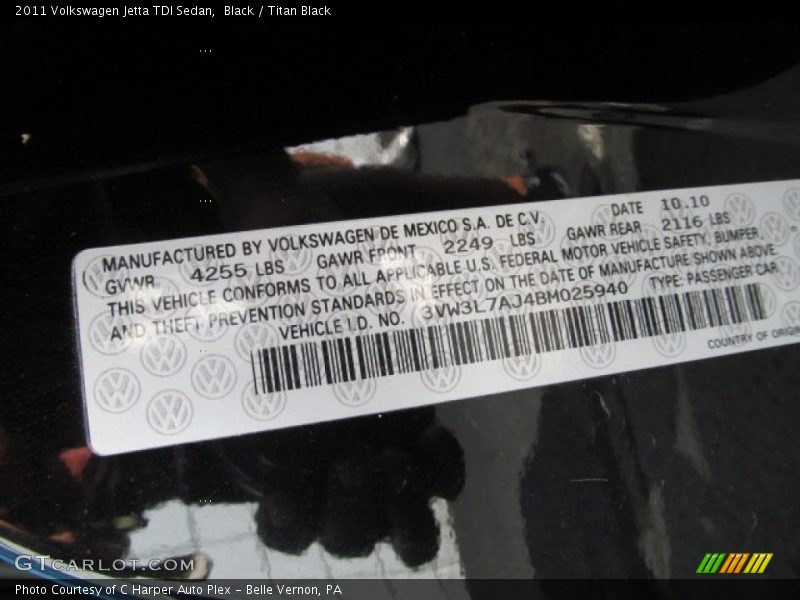 2011 Volkswagen Jetta TDI Sedan,  Black / Titan Black
MANUFACTURED BY VOLKSWAGEN DE MEXICO S.A. DE C.V. DATE 10.10
GVWR 4255 LBS GAWR FRONT 2249 LBS GAWR REAR 2116 LBS
THIS VEHICLE CONFORMS TO ALL APPLICABLE U.S. FEDERAL MOTOR VEHICLE SAFETY, BUMPER,
AND THEFT PREVENTION STANDARDS IN EFFECT ON THE DATE OF MANUFACTURE SHOWN ABOVE
VEHICLE I.D. NO. 3VW3L7AJ4BM025940 TYPE: PASSENGER CAR
COUNTRY OF ORIGIN
GTCARLOT.COM
Photo Courtesy of C Harper Auto Plex - Belle Vernon, PA